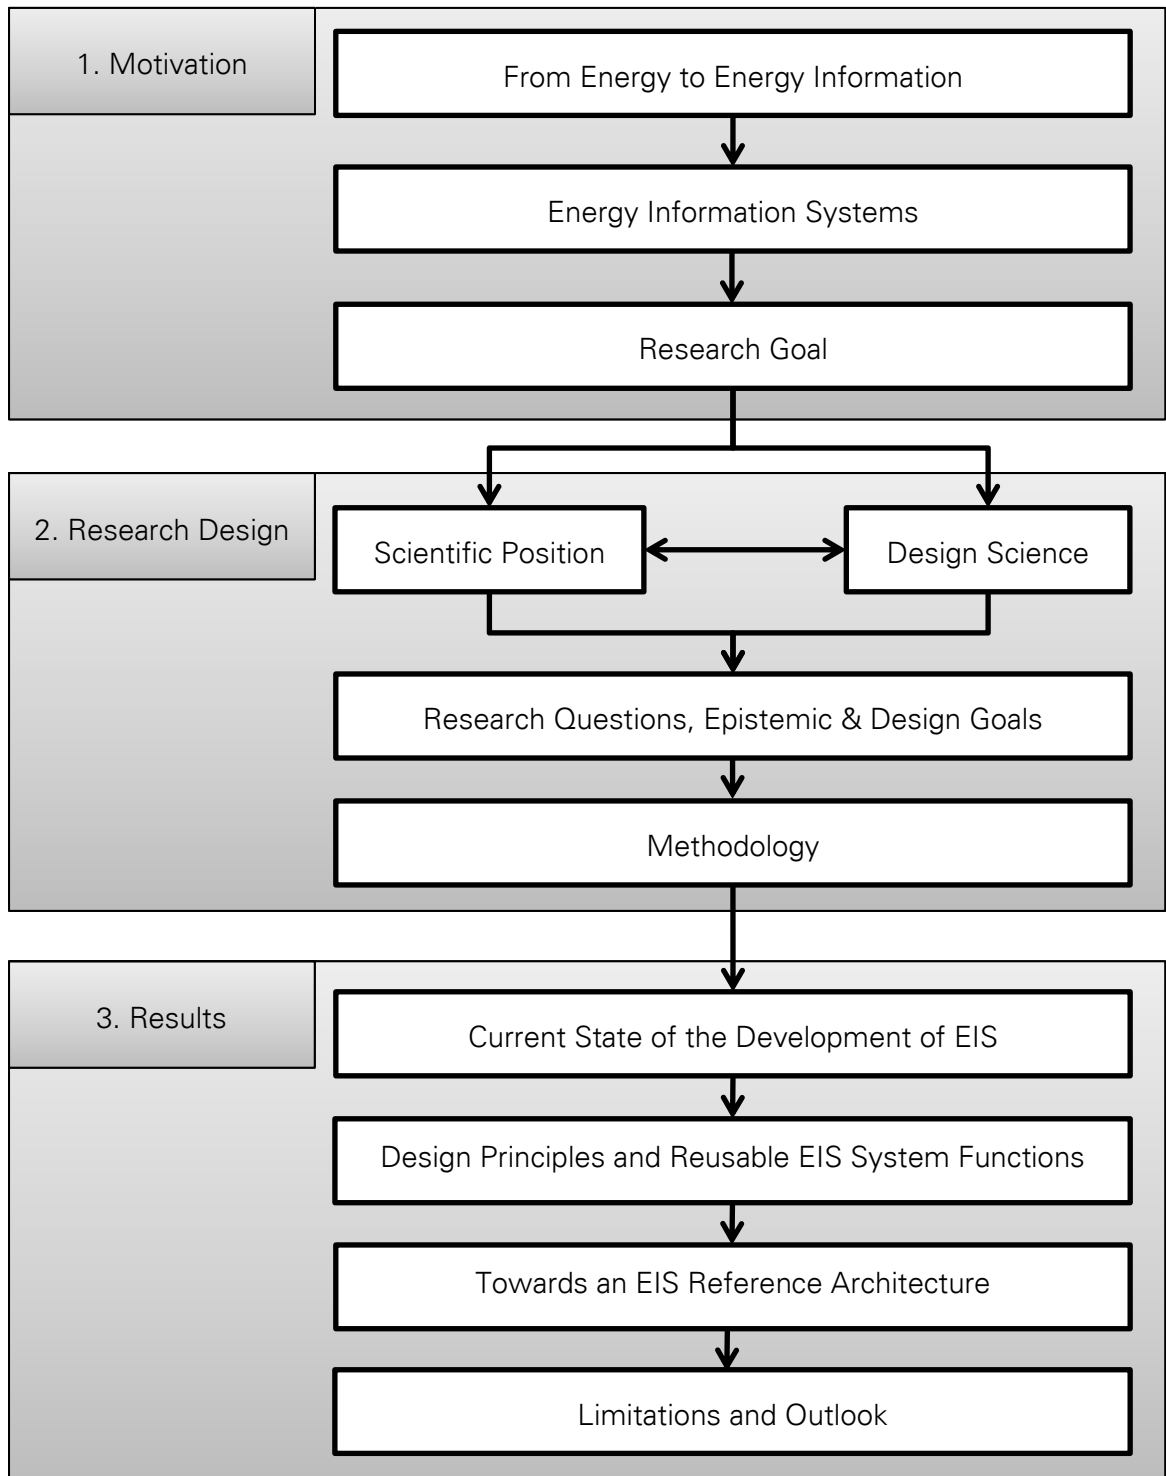 1. Motivation
From Energy to Energy Information
Energy Information Systems
Research Goal
2. Research Design
Scientific Position
Design Science
Research Questions, Epistemic & Design Goals
Methodology
3. Results
Current State of the Development of EIS
Design Principles and Reusable EIS System Functions
Towards an EIS Reference Architecture
Limitations and Outlook